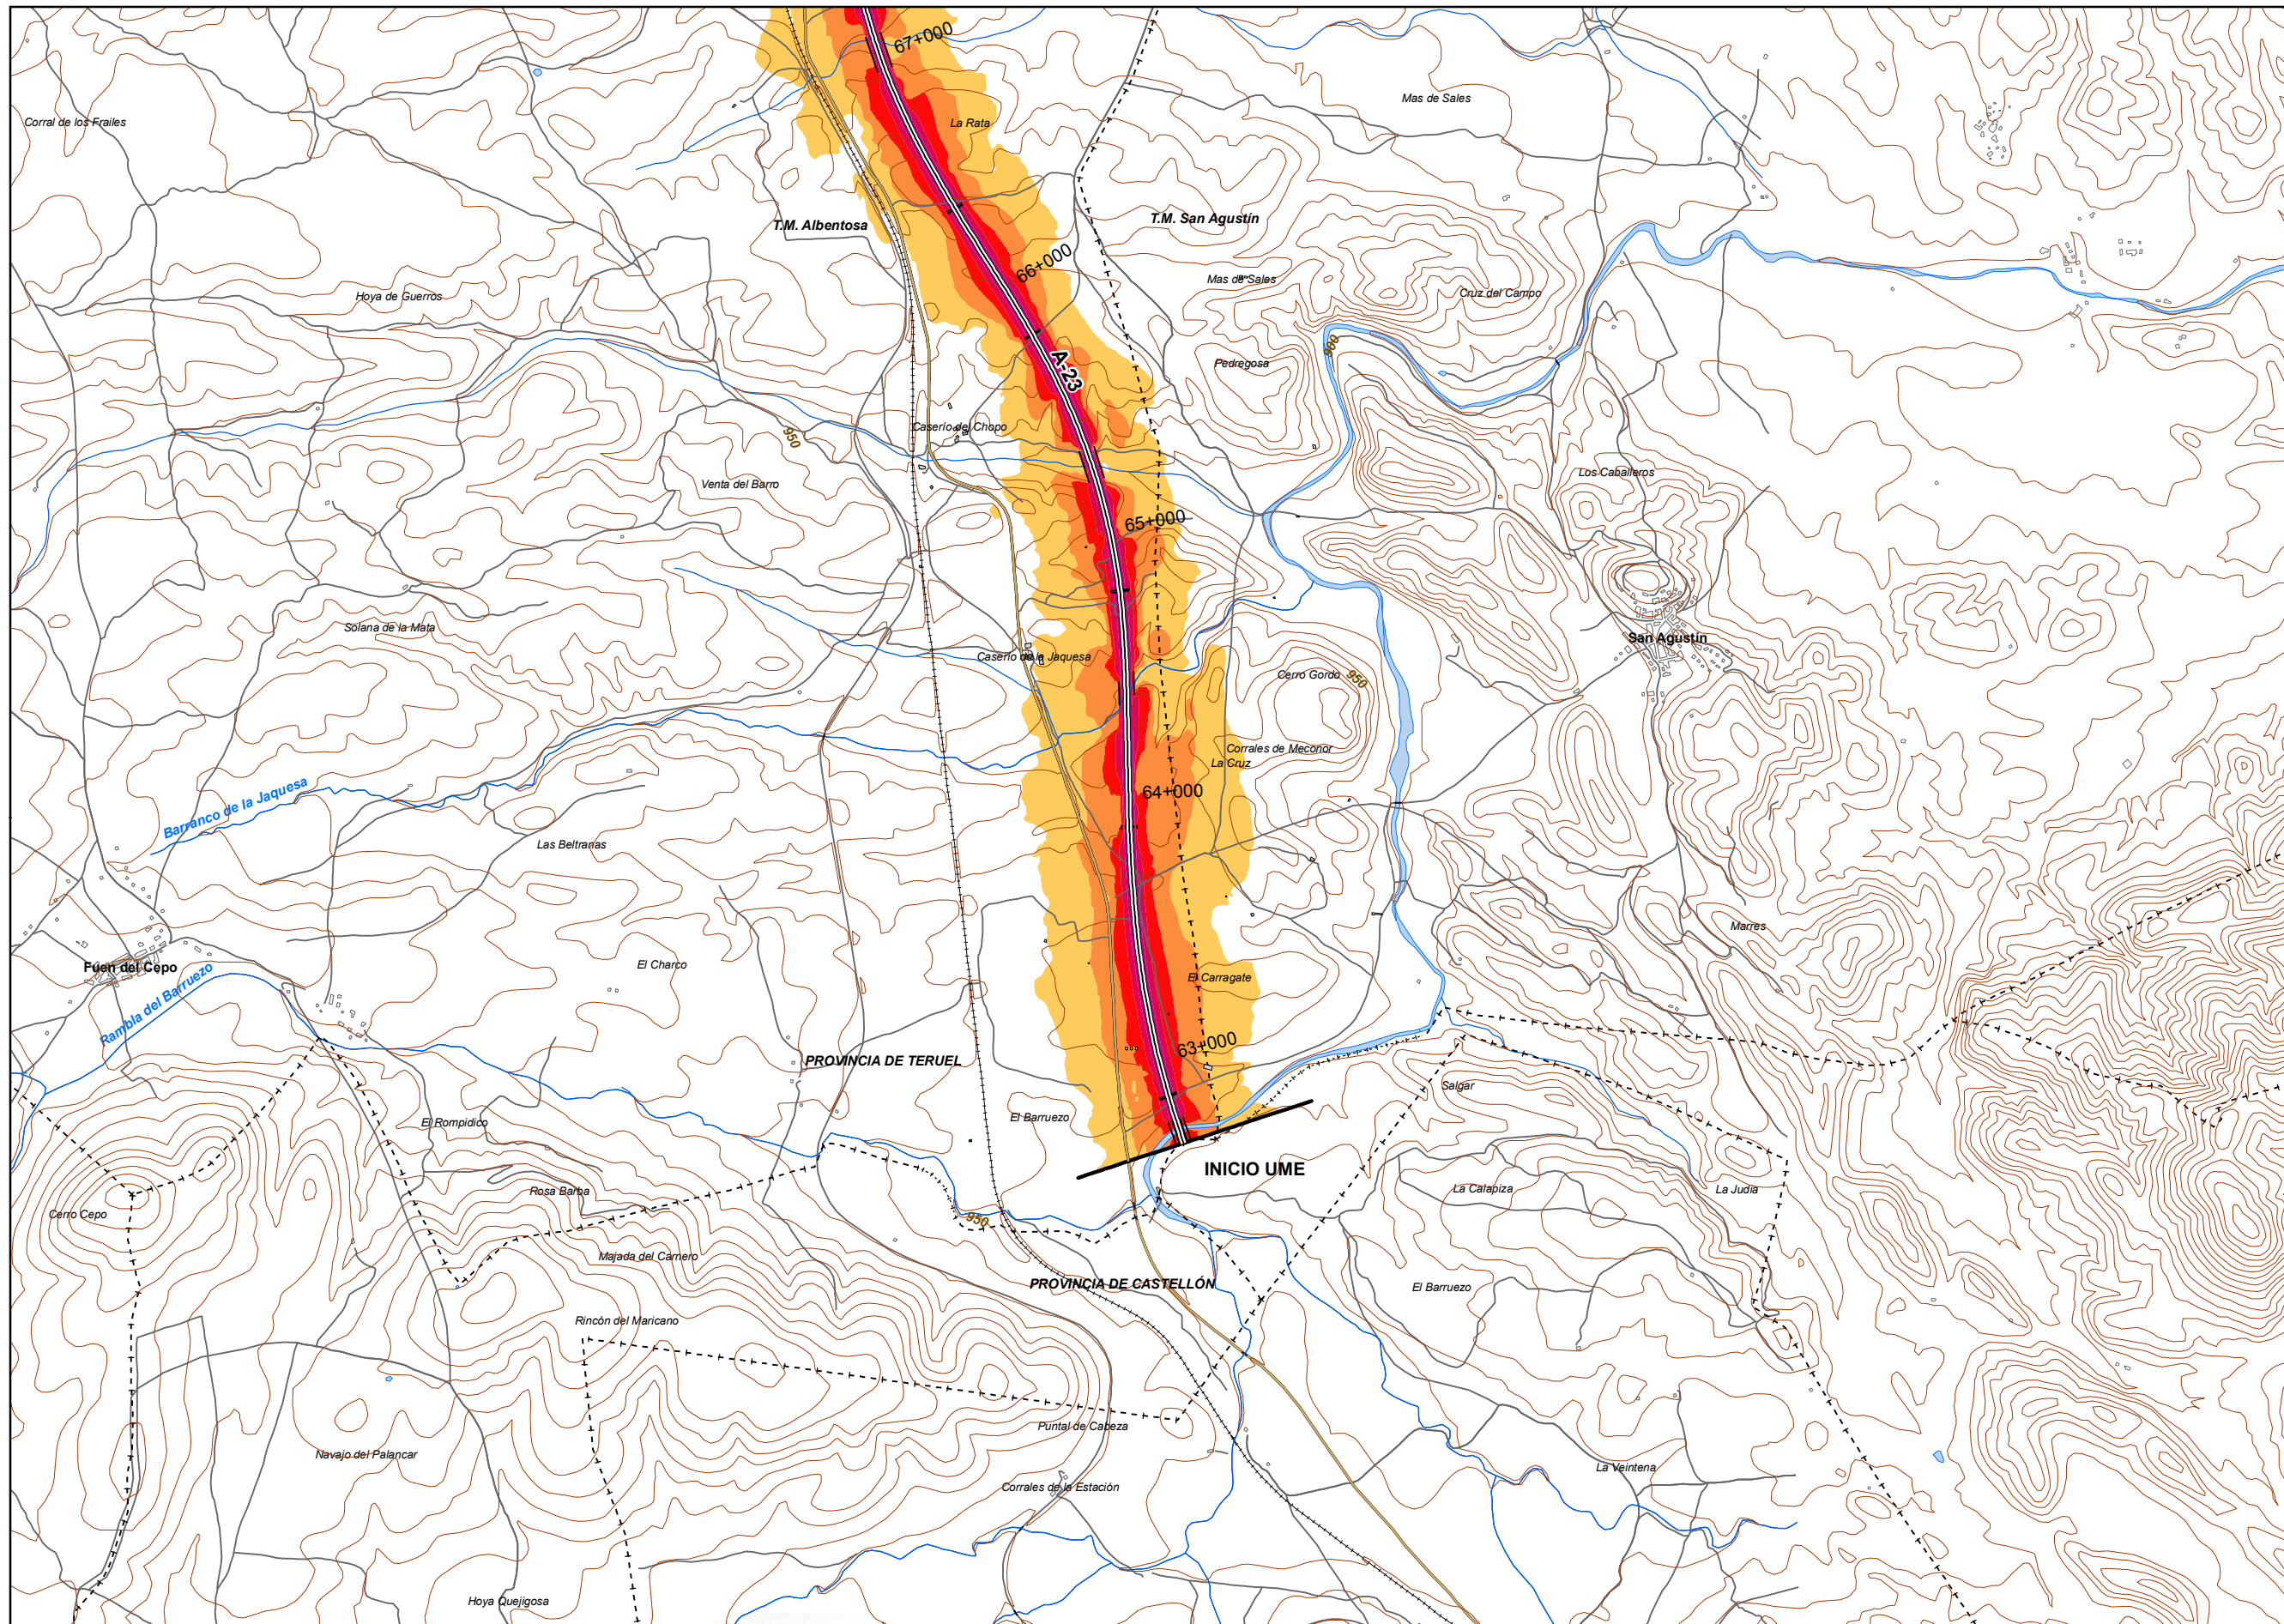 67+000
Mas de Sales
Corral de los Frailes
La Rata
T.M. Albentosa
T.M. San Agustín
66+000
Mas de Sales
Hoya de Guerros
Cruz del Campo
900
Pedregosa
A-23
Caserío del Chopo
950
Venta del Barro
Los Caballeros
65+000
Solana de la Mata
San Agustín
Caserío de la Jaquesa
Cerro Gordo
950
Corrales de Meconor
La Cruz
64+000
Barranco de la Jaquesa
Las Beltranas
Marres
El Charco
Fuen del Cepo
El Carragate
Rambla del Barruezo
63+000
PROVINCIA DE TERUEL
Salgar
El Barruezo
El Rompidico
INICIO UME
Rosa Barba
La Calapiza
La Judia
Cerro Cepo
950
Majada del Carnero
PROVINCIA DE CASTELLÓN
El Barruezo
Rincón del Maricano
Puntal de Cabeza
Navajo del Palancar
La Veintena
Corrales de la Estación
Hoya Quejigosa